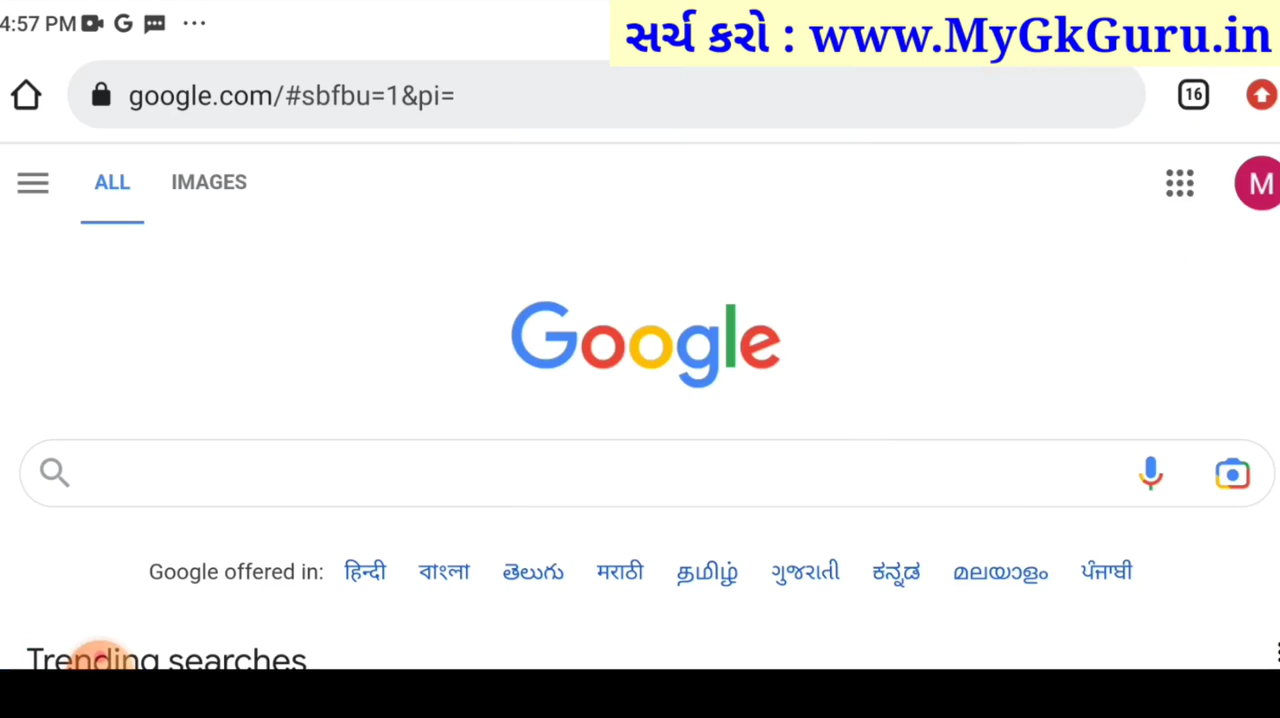 4:57 PM
સર્ચ કરો : www.MyGkGuru.in
google.com/#sbfbu=1&pi=
16
ALL IMAGES
M
Google
Google offered in: हिन्दी বাংলা తెలుగు मराठी தமிழ் ગુજરાતી ಕನ್ನಡ മലയാളം ਪੰਜਾਬੀ
Trending searches